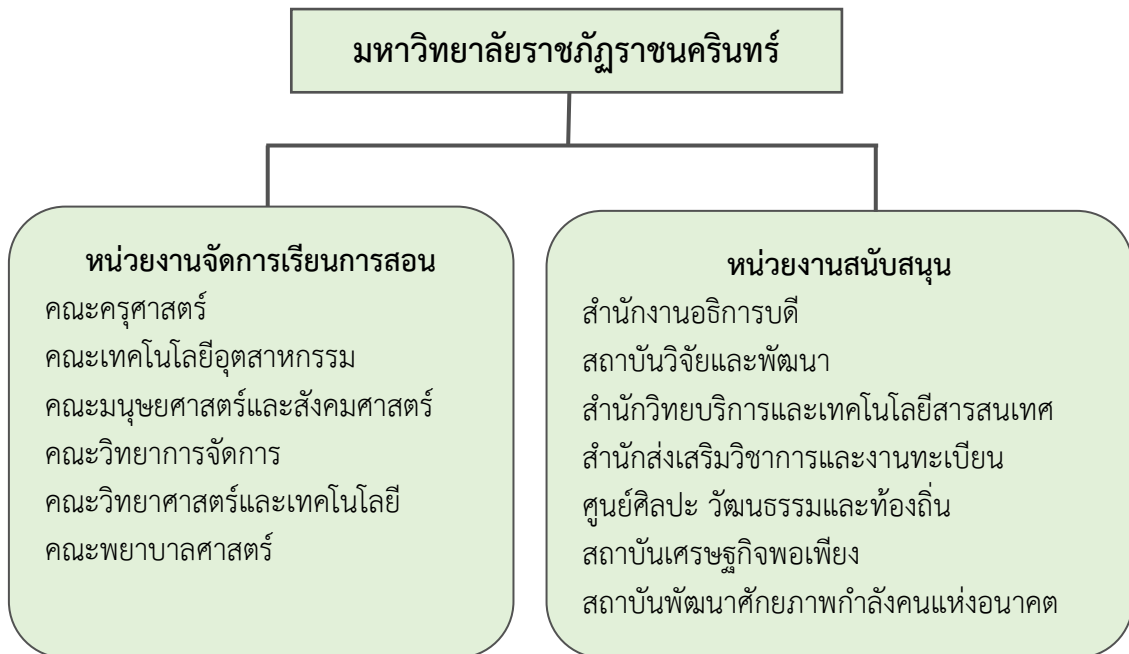 มหาวิทยาลัยราชภัฏราชนครินทร์
หน่วยงานจัดการเรียนการสอน
คณะครุศาสตร์
คณะเทคโนโลยีอุตสาหกรรม
คณะมนุษยศาสตร์และสังคมศาสตร์
คณะวิทยาการจัดการ
คณะวิทยาศาสตร์และเทคโนโลยี
คณะพยาบาลศาสตร์
หน่วยงานสนับสนุน
สำนักงานอธิการบดี
สถาบันวิจัยและพัฒนา
สำนักวิทยบริการและเทคโนโลยีสารสนเทศ
สำนักส่งเสริมวิชาการและงานทะเบียน
ศูนย์ศิลปะ วัฒนธรรมและท้องถิ่น
สถาบันเศรษฐกิจพอเพียง
สถาบันพัฒนาศักยภาพกำลังคนแห่งอนาคต